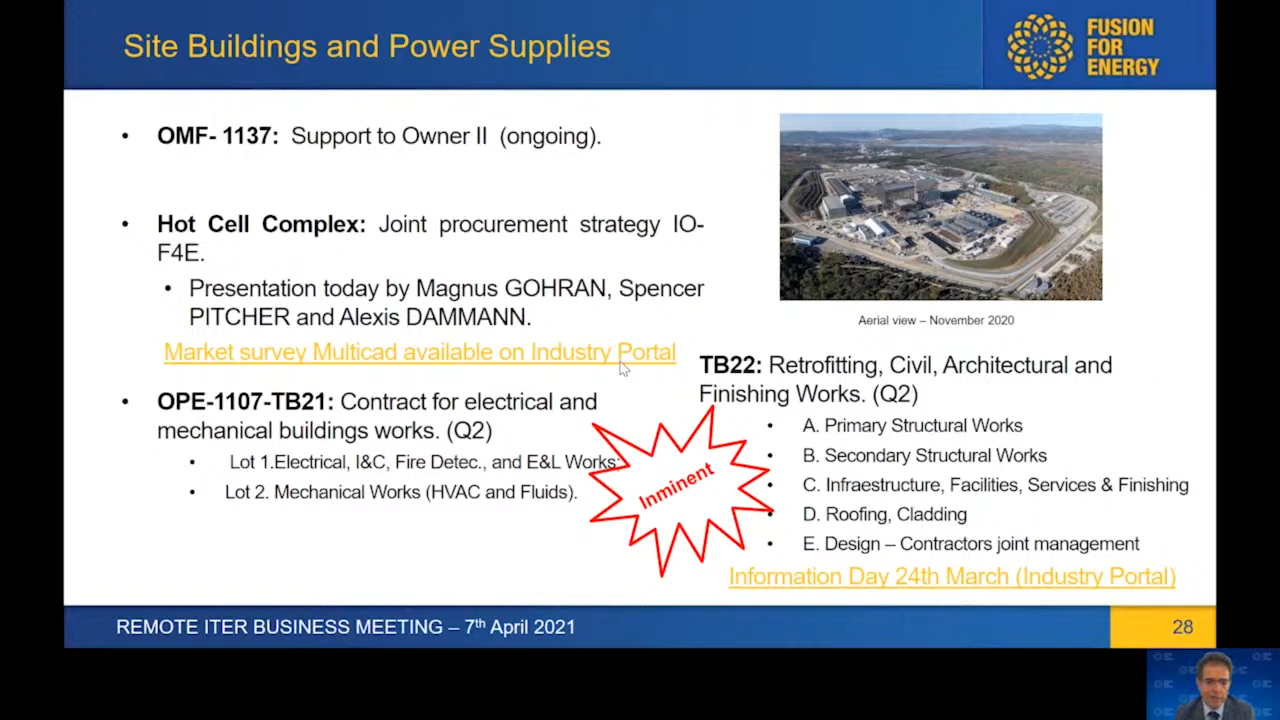 Site Buildings and Power Supplies
FUSION
FOR
ENERGY
• OMF- 1137: Support to Owner II (ongoing).
• Hot Cell Complex: Joint procurement strategy IO-
F4E.
• Presentation today by Magnus GOHRAN, Spencer
PITCHER and Alexis DAMMANN.
Market survey Multicad available on Industry Portal
• OPE-1107-TB21: Contract for electrical and
mechanical buildings works. (Q2)
• Lot 1.Electrical, I&C, Fire Detec., and E&L Works;
• Lot 2. Mechanical Works (HVAC and Fluids).
Inminent
Aerial view – November 2020
TB22: Retrofitting, Civil, Architectural and
Finishing Works. (Q2)
• A. Primary Structural Works
• B. Secondary Structural Works
• C. Infraestructure, Facilities, Services & Finishing
• D. Roofing, Cladding
• E. Design – Contractors joint management
Information Day 24th March (Industry Portal)
REMOTE ITER BUSINESS MEETING – 7th April 2021
28